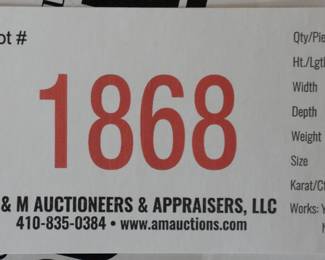 ot #
1868
& M AUCTIONEERS & APPRAISERS, LLC
410-835-0384 • www.amauctions.com
Qty/Pie
Ht./Lgt
Width
Depth
Weight
Size
Karat/C
Works: Y